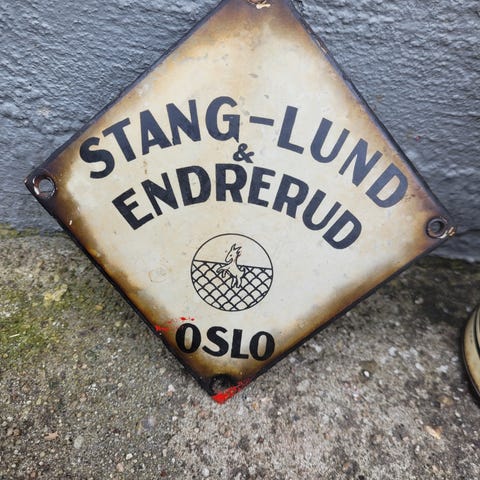 STANG-LUND
&
ENDRERUD
OSLO